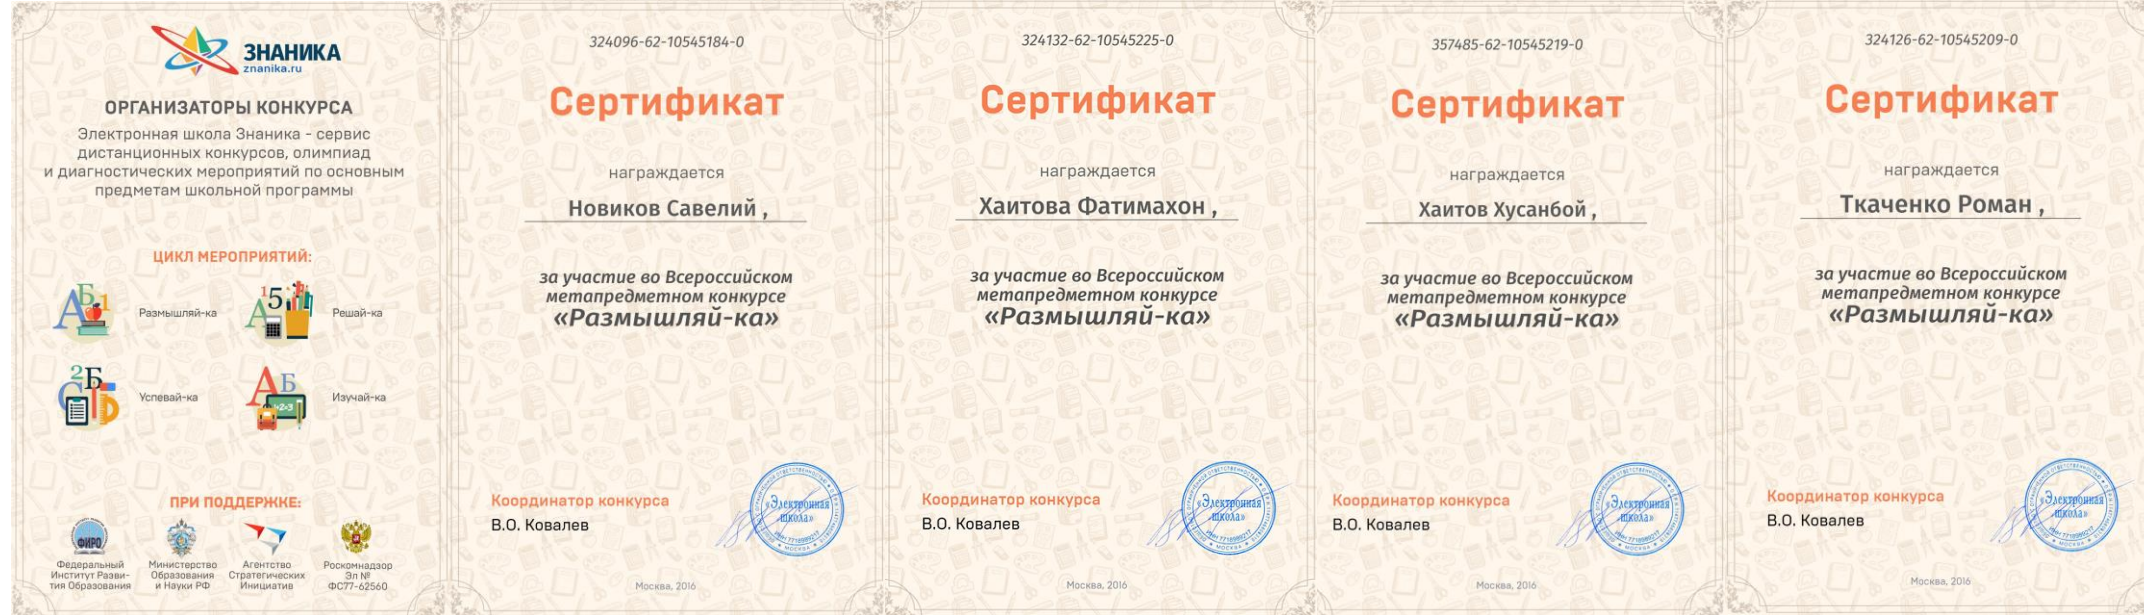 ЗНАНИКА
znanika.ru
ОРГАНИЗАТОРЫ КОНКУРСА
Электронная школа Знаника - сервис
дистанционных конкурсов, олимпиад
и диагностических мероприятий по основным
предметам школьной программы
ЦИКЛ МЕРОПРИЯТИЙ:
Размышляй-ка
Решай-ка
Успевай-ка
Изучай-ка
ПРИ ПОДДЕРЖКЕ:
ФИРО
Федеральный
Институт Разви-
тия Образования
Министерство
Образования
и Науки РФ
Агентство
Стратегических
Инициатив
Роскомнадзор
Эл №
ФС77-62560
324096-62-10545184-0
Сертификат
награждается
Новиков Савелий ,
за участие во Всероссийском
метапредметном конкурсе
«Размышляй-ка»
Координатор конкурса
В.О. Ковалев
«Электронная
школа»
МОСКВА
Москва, 2016
324132-62-10545225-0
Сертификат
награждается
Хаитова Фатимахон ,
за участие во Всероссийском
метапредметном конкурсе
«Размышляй-ка»
Координатор конкурса
В.О. Ковалев
«Электронная
школа»
МОСКВА
Москва, 2016
357485-62-10545219-0
Сертификат
награждается
Хаитов Хусанбой ,
за участие во Всероссийском
метапредметном конкурсе
«Размышляй-ка»
Координатор конкурса
В.О. Ковалев
«Электронная
школа»
МОСКВА
Москва, 2016
324126-62-10545209-0
Сертификат
награждается
Ткаченко Роман ,
за участие во Всероссийском
метапредметном конкурсе
«Размышляй-ка»
Координатор конкурса
В.О. Ковалев
«Электронная
школа»
МОСКВА
Москва, 2016